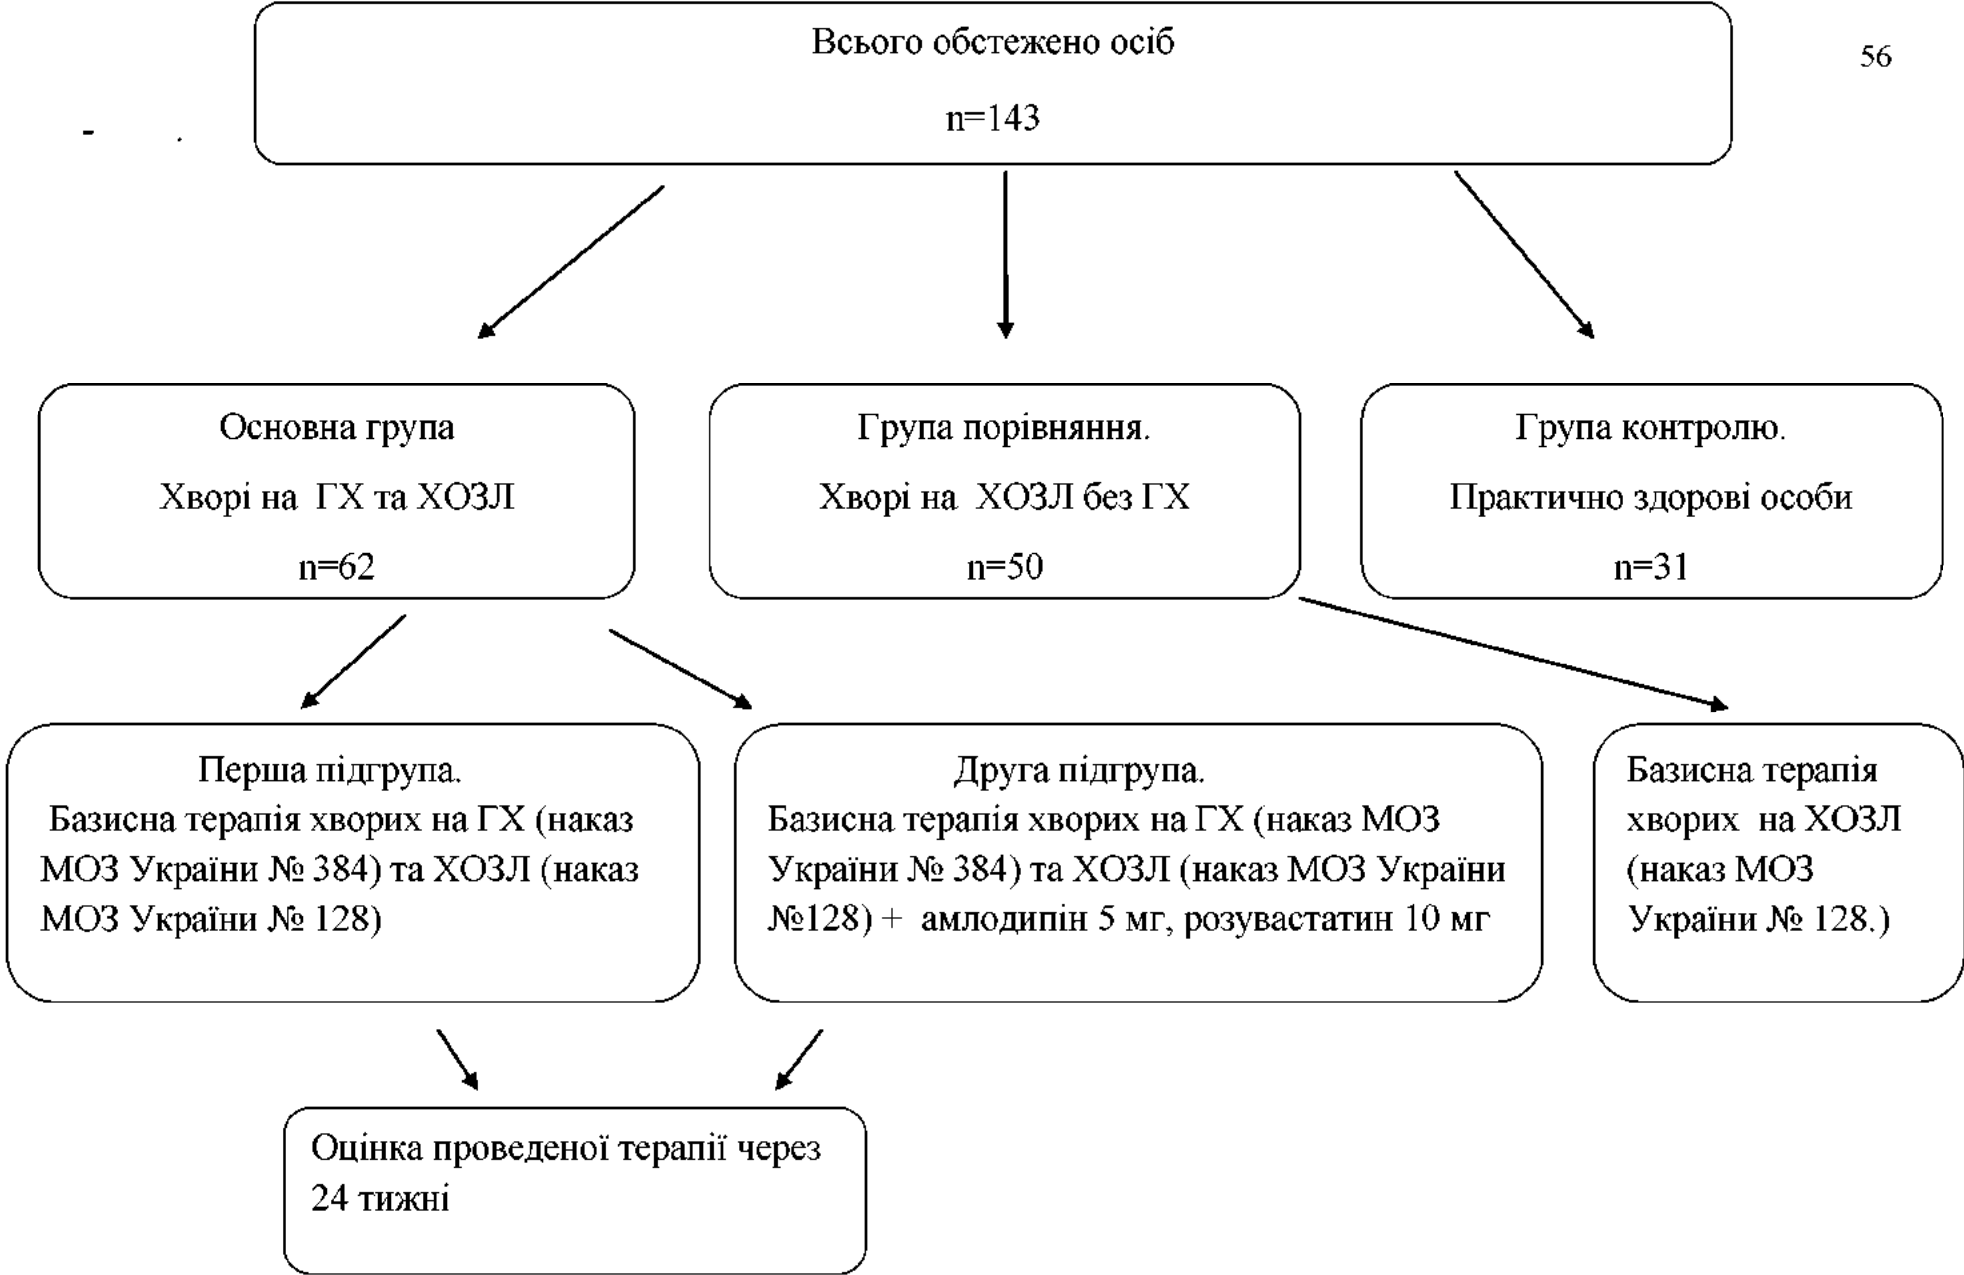 Всього обстежено осіб
56
n=143
Основна група
Хворі на ГХ та ХОЗЛ
n=62
Група порівняння.
Хворі на ХОЗЛ без ГХ
n=50
Група контролю.
Практично здорові особи
n=31
Перша підгрупа.
Базисна терапія хворих на ГХ (наказ
МОЗ України № 384) та ХОЗЛ (наказ
МОЗ України № 128)
Друга підгрупа.
Базисна терапія хворих на ГХ (наказ МОЗ
України № 384) та ХОЗЛ (наказ МОЗ України
№128) + амлодипін 5 мг, розувастатин 10 мг
Базисна терапія
хворих на ХОЗЛ
(наказ МОЗ
України № 128.)
Оцінка проведеної терапії через
24 тижні